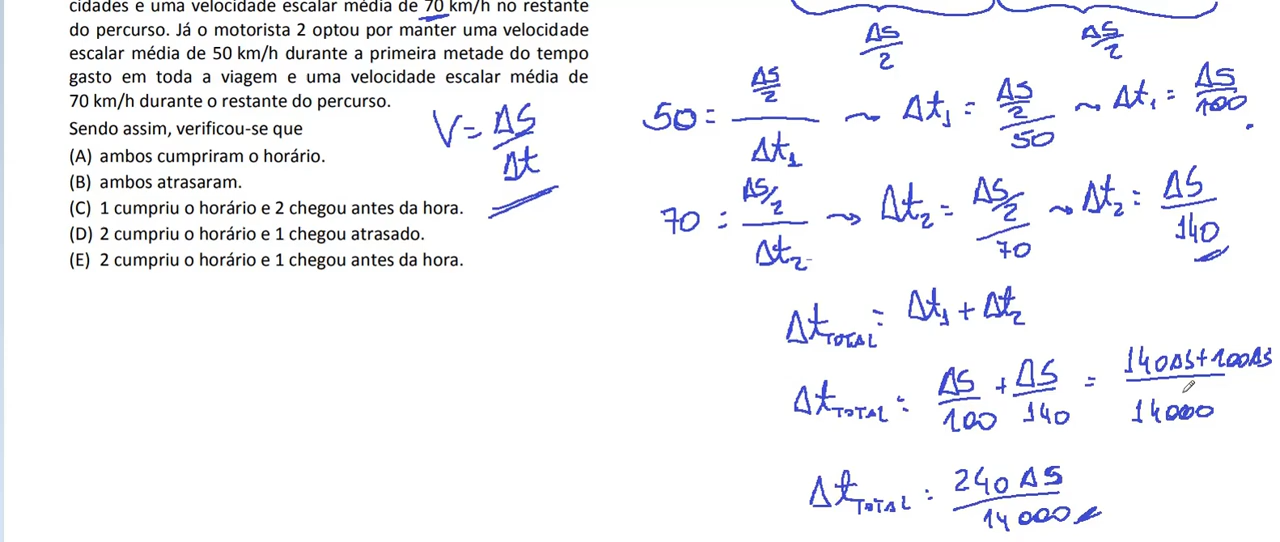 cidades e uma velocidade escalar média de 70 km/h no restante
do percurso. Já o motorista 2 optou por manter uma velocidade
escalar média de 50 km/h durante a primeira metade do tempo
gasto em toda a viagem e uma velocidade escalar média de
70 km/h durante o restante do percurso.
Sendo assim, verificou-se que
(A) ambos cumpriram o horário.
(B) ambos atrasaram.
(C) 1 cumpriu o horário e 2 chegou antes da hora.
(D) 2 cumpriu o horário e 1 chegou atrasado.
(E) 2 cumpriu o horário e 1 chegou antes da hora.
V = ΔS/Δt
ΔS/2 ΔS/2
50 = ΔS/2 / Δt1 ~ Δt1 = ΔS/2 / 50 ~ Δt1 = ΔS/100
70 = ΔS/2 / Δt2 ~ Δt2 = ΔS/2 / 70 ~ Δt2 = ΔS/140
ΔtTOTAL = Δt1 + Δt2
ΔtTOTAL = ΔS/100 + ΔS/140 = 140ΔS+100ΔS / 14000
ΔtTOTAL = 240 ΔS / 14000